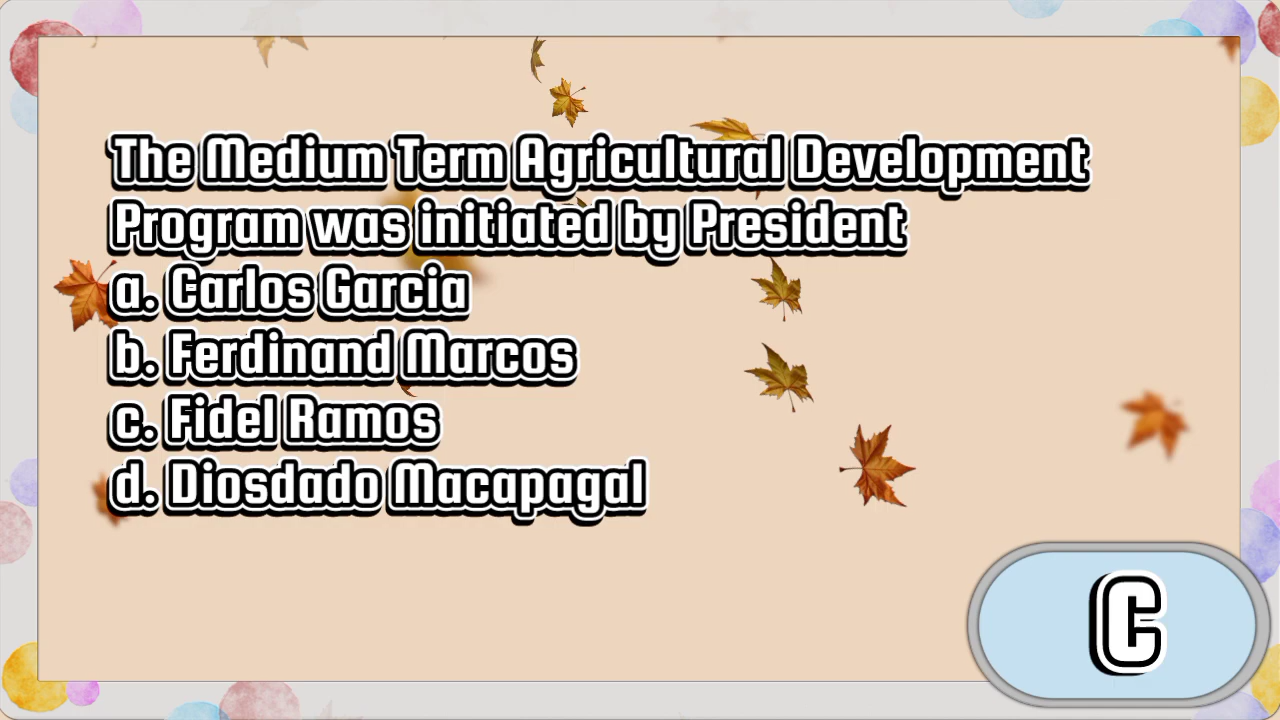 The Medium Term Agricultural Development
Program was initiated by President
a. Carlos Garcia
b. Ferdinand Marcos
c. Fidel Ramos
d. Diosdado Macapagal
C